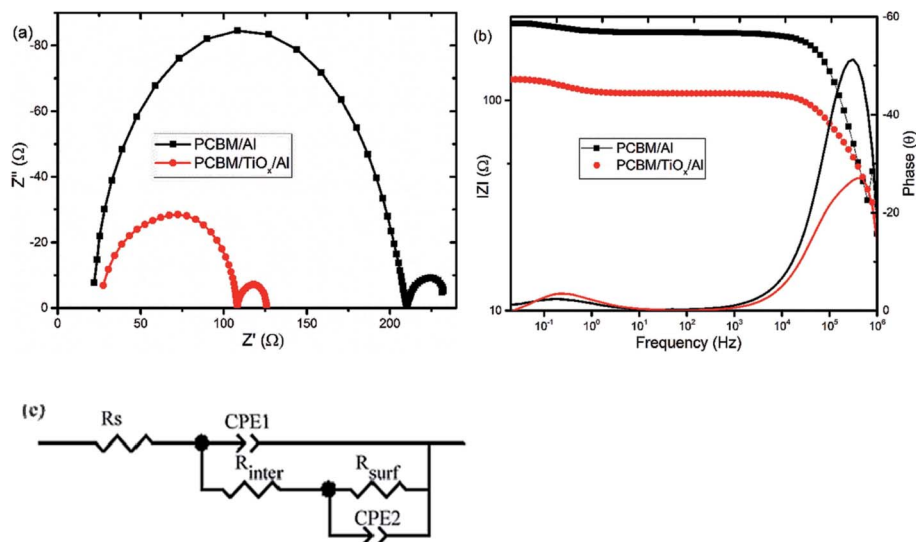 (a)
-80
-60
-40
-20
0
Z'' (Ω)
PCBM/Al
PCBM/TiOx/Al
0 50 100 150 200 250
Z' (Ω)
(b)
100
10
IZI (Ω)
PCBM/Al
PCBM/TiOx/Al
-60
-40
-20
0
Phase (θ)
10⁻¹ 10⁰ 10¹ 10² 10³ 10⁴ 10⁵ 10⁶
Frequency (Hz)
(c)
Rs
CPE1
Rinter
Rsurf
CPE2